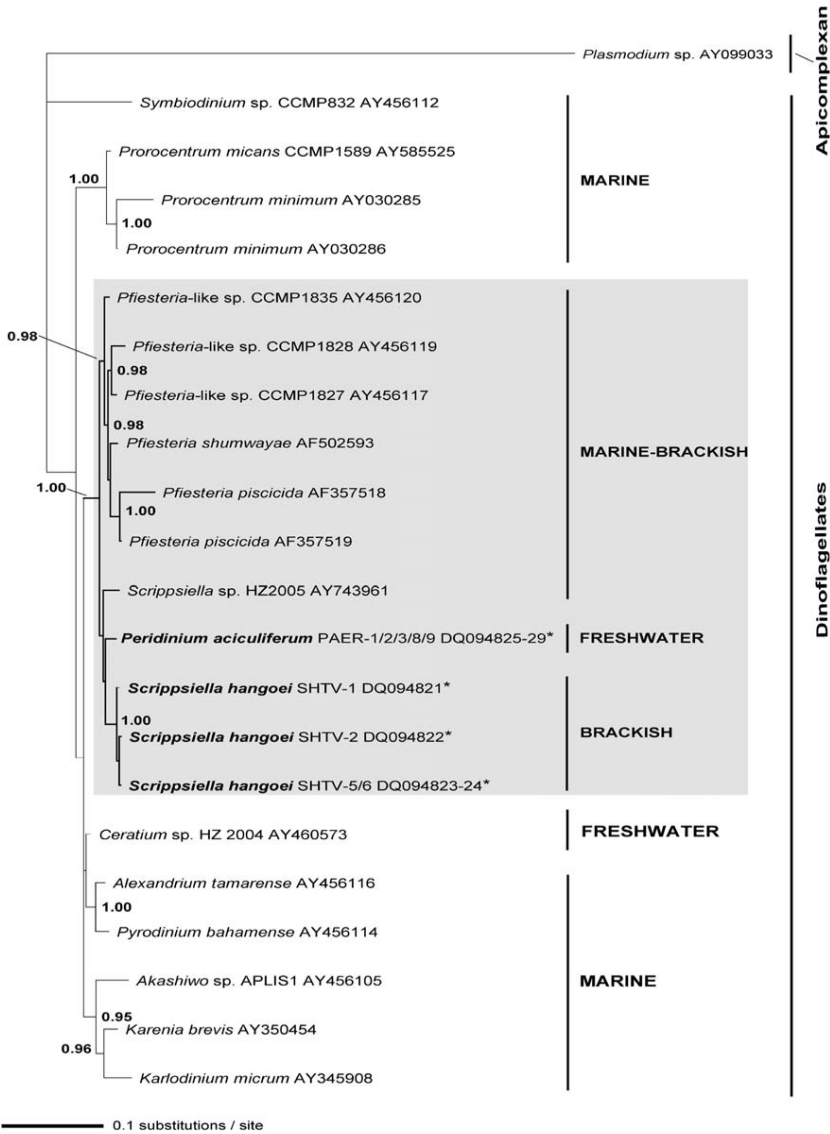 Plasmodium sp. AY099033
Apicomplexan
Symbiodinium sp. CCMP832 AY456112
Prorocentrum micans CCMP1589 AY585525
1.00
MARINE
Prorocentrum minimum AY030285
1.00
Prorocentrum minimum AY030286
Pfiesteria-like sp. CCMP1835 AY456120
0.98
Pfiesteria-like sp. CCMP1828 AY456119
0.98
Pfiesteria-like sp. CCMP1827 AY456117
0.98
Pfiesteria shumwayae AF502593
MARINE-BRACKISH
1.00
Pfiesteria piscicida AF357518
1.00
Pfiesteria piscicida AF357519
Dinoflagellates
Scrippsiella sp. HZ2005 AY743961
Peridinium aciculiferum PAER-1/2/3/8/9 DQ094825-29*
FRESHWATER
Scrippsiella hangoei SHTV-1 DQ094821*
1.00
Scrippsiella hangoei SHTV-2 DQ094822*
BRACKISH
Scrippsiella hangoei SHTV-5/6 DQ094823-24*
Ceratium sp. HZ 2004 AY460573
FRESHWATER
Alexandrium tamarense AY456116
1.00
Pyrodinium bahamense AY456114
Akashiwo sp. APLIS1 AY456105
MARINE
0.95
Karenia brevis AY350454
0.96
Karlodinium micrum AY345908
0.1 substitutions / site